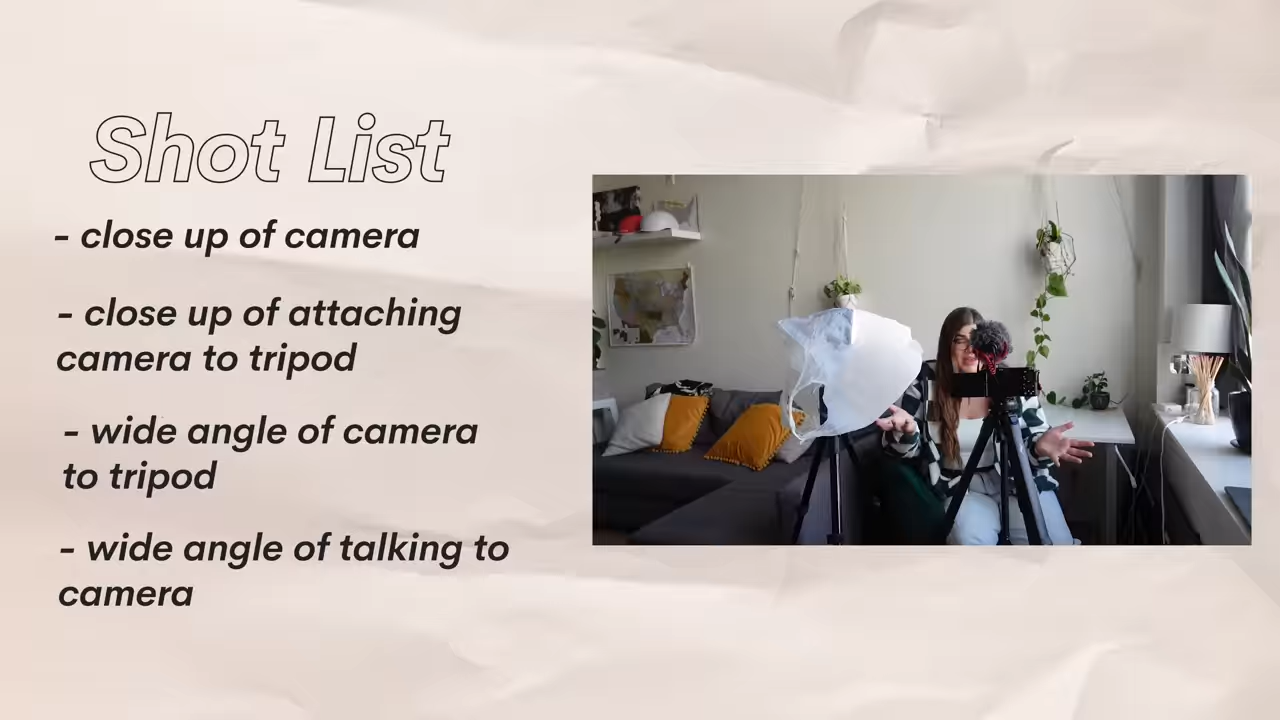 Shot List
- close up of camera
- close up of attaching
camera to tripod
- wide angle of camera
to tripod
- wide angle of talking to
camera